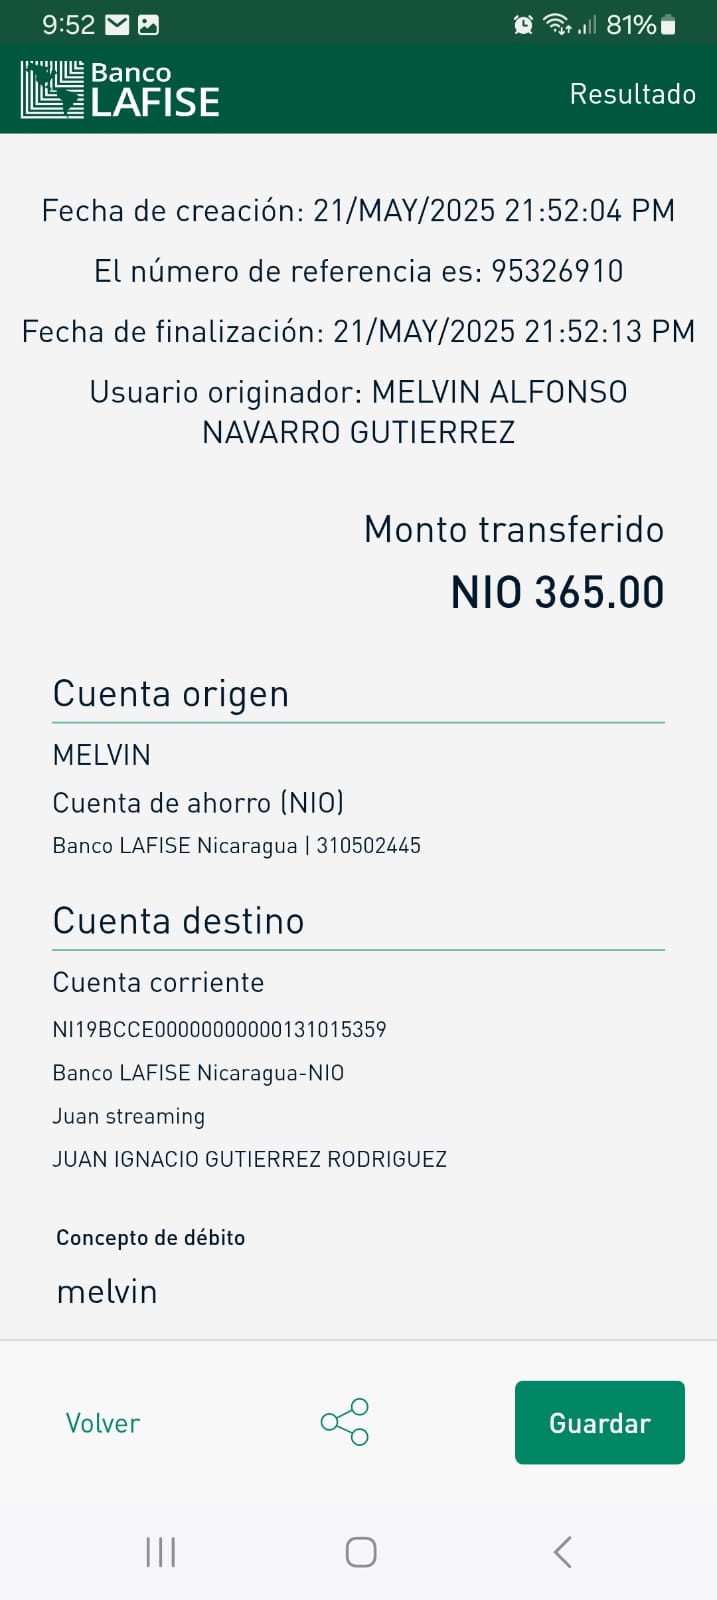 9:52
81%
Banco
LAFISE
Resultado
Fecha de creación: 21/MAY/2025 21:52:04 PM
El número de referencia es: 95326910
Fecha de finalización: 21/MAY/2025 21:52:13 PM
Usuario originador: MELVIN ALFONSO
NAVARRO GUTIERREZ
Monto transferido
NIO 365.00
Cuenta origen
MELVIN
Cuenta de ahorro (NIO)
Banco LAFISE Nicaragua | 310502445
Cuenta destino
Cuenta corriente
NI19BCCE00000000000131015359
Banco LAFISE Nicaragua-NIO
Juan streaming
JUAN IGNACIO GUTIERREZ RODRIGUEZ
Concepto de débito
melvin
Volver
Guardar